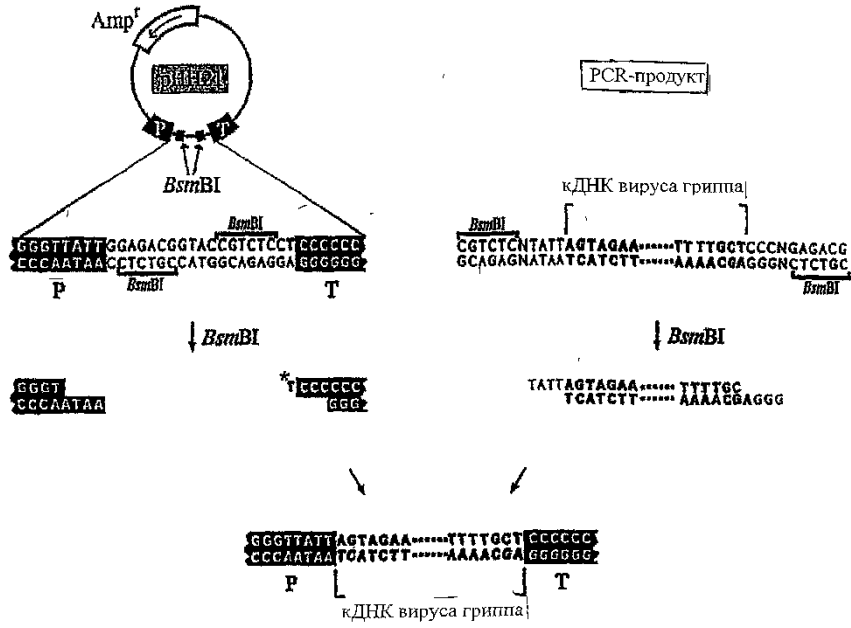 Amp^r
P T
BsmBI
PCR-продукт
кДНК вируса гриппа
BsmBI
GGGTTATTGGAGACGGTACCGTCTCCTCCCCCC
CCCAATAACCTCTGCCATGGCAGAGGAGGGGGG
BsmBI
P T
BsmBI
CGTCTCNTATTAGTAGAA TTTTGCTCCCNGAGACG
GCAGAGNATAATCATCTT AAAACGAGGGNCTCTGC
BsmBI
BsmBI
GGGT
CCCAATAA
*TCCCCCC
GGG
BsmBI
TATTAGTAGAA TTTTGC
TCATCTT AAAACGAGGG
GGGTTATTAGTAGAA TTTTGCTCCCCCC
CCCAATAATCATCTT AAAACGAGGGGGG
P T
кДНК вируса гриппа